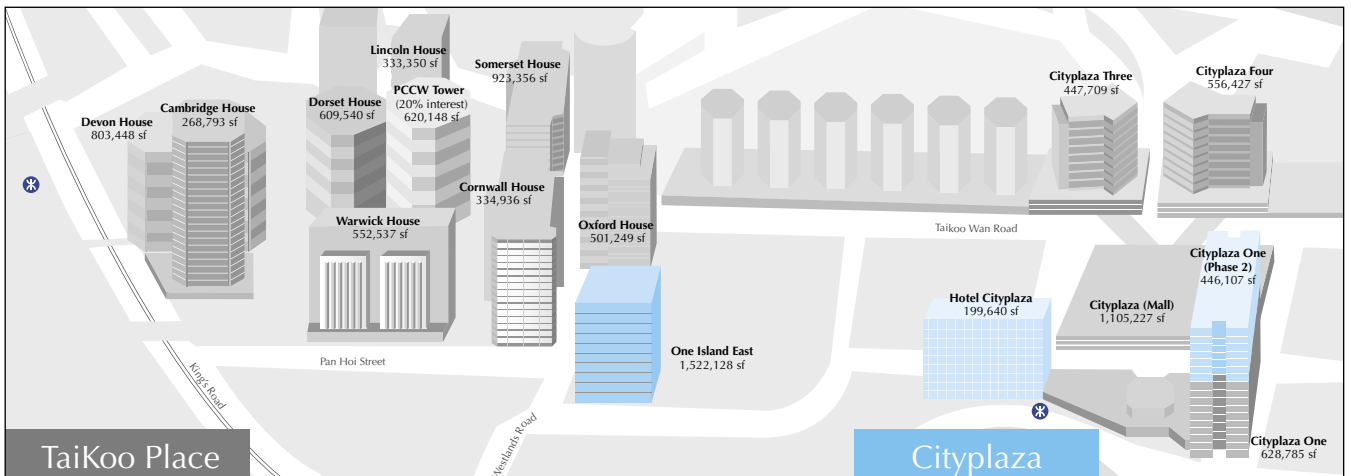 Lincoln House
333,350 sf
Somerset House
923,356 sf
Cityplaza Three
447,709 sf
Cityplaza Four
556,427 sf
Cambridge House
268,793 sf
Devon House
803,448 sf
Dorset House
609,540 sf
PCCW Tower
(20% interest)
620,148 sf
Cornwall House
334,936 sf
Warwick House
552,537 sf
Oxford House
501,249 sf
Taikoo Wan Road
Cityplaza One
(Phase 2)
446,107 sf
Hotel Cityplaza
199,640 sf
Cityplaza (Mall)
1,105,227 sf
One Island East
1,522,128 sf
Pan Hoi Street
King's Road
Westlands Road
Cityplaza One
628,785 sf
TaiKoo Place
Cityplaza